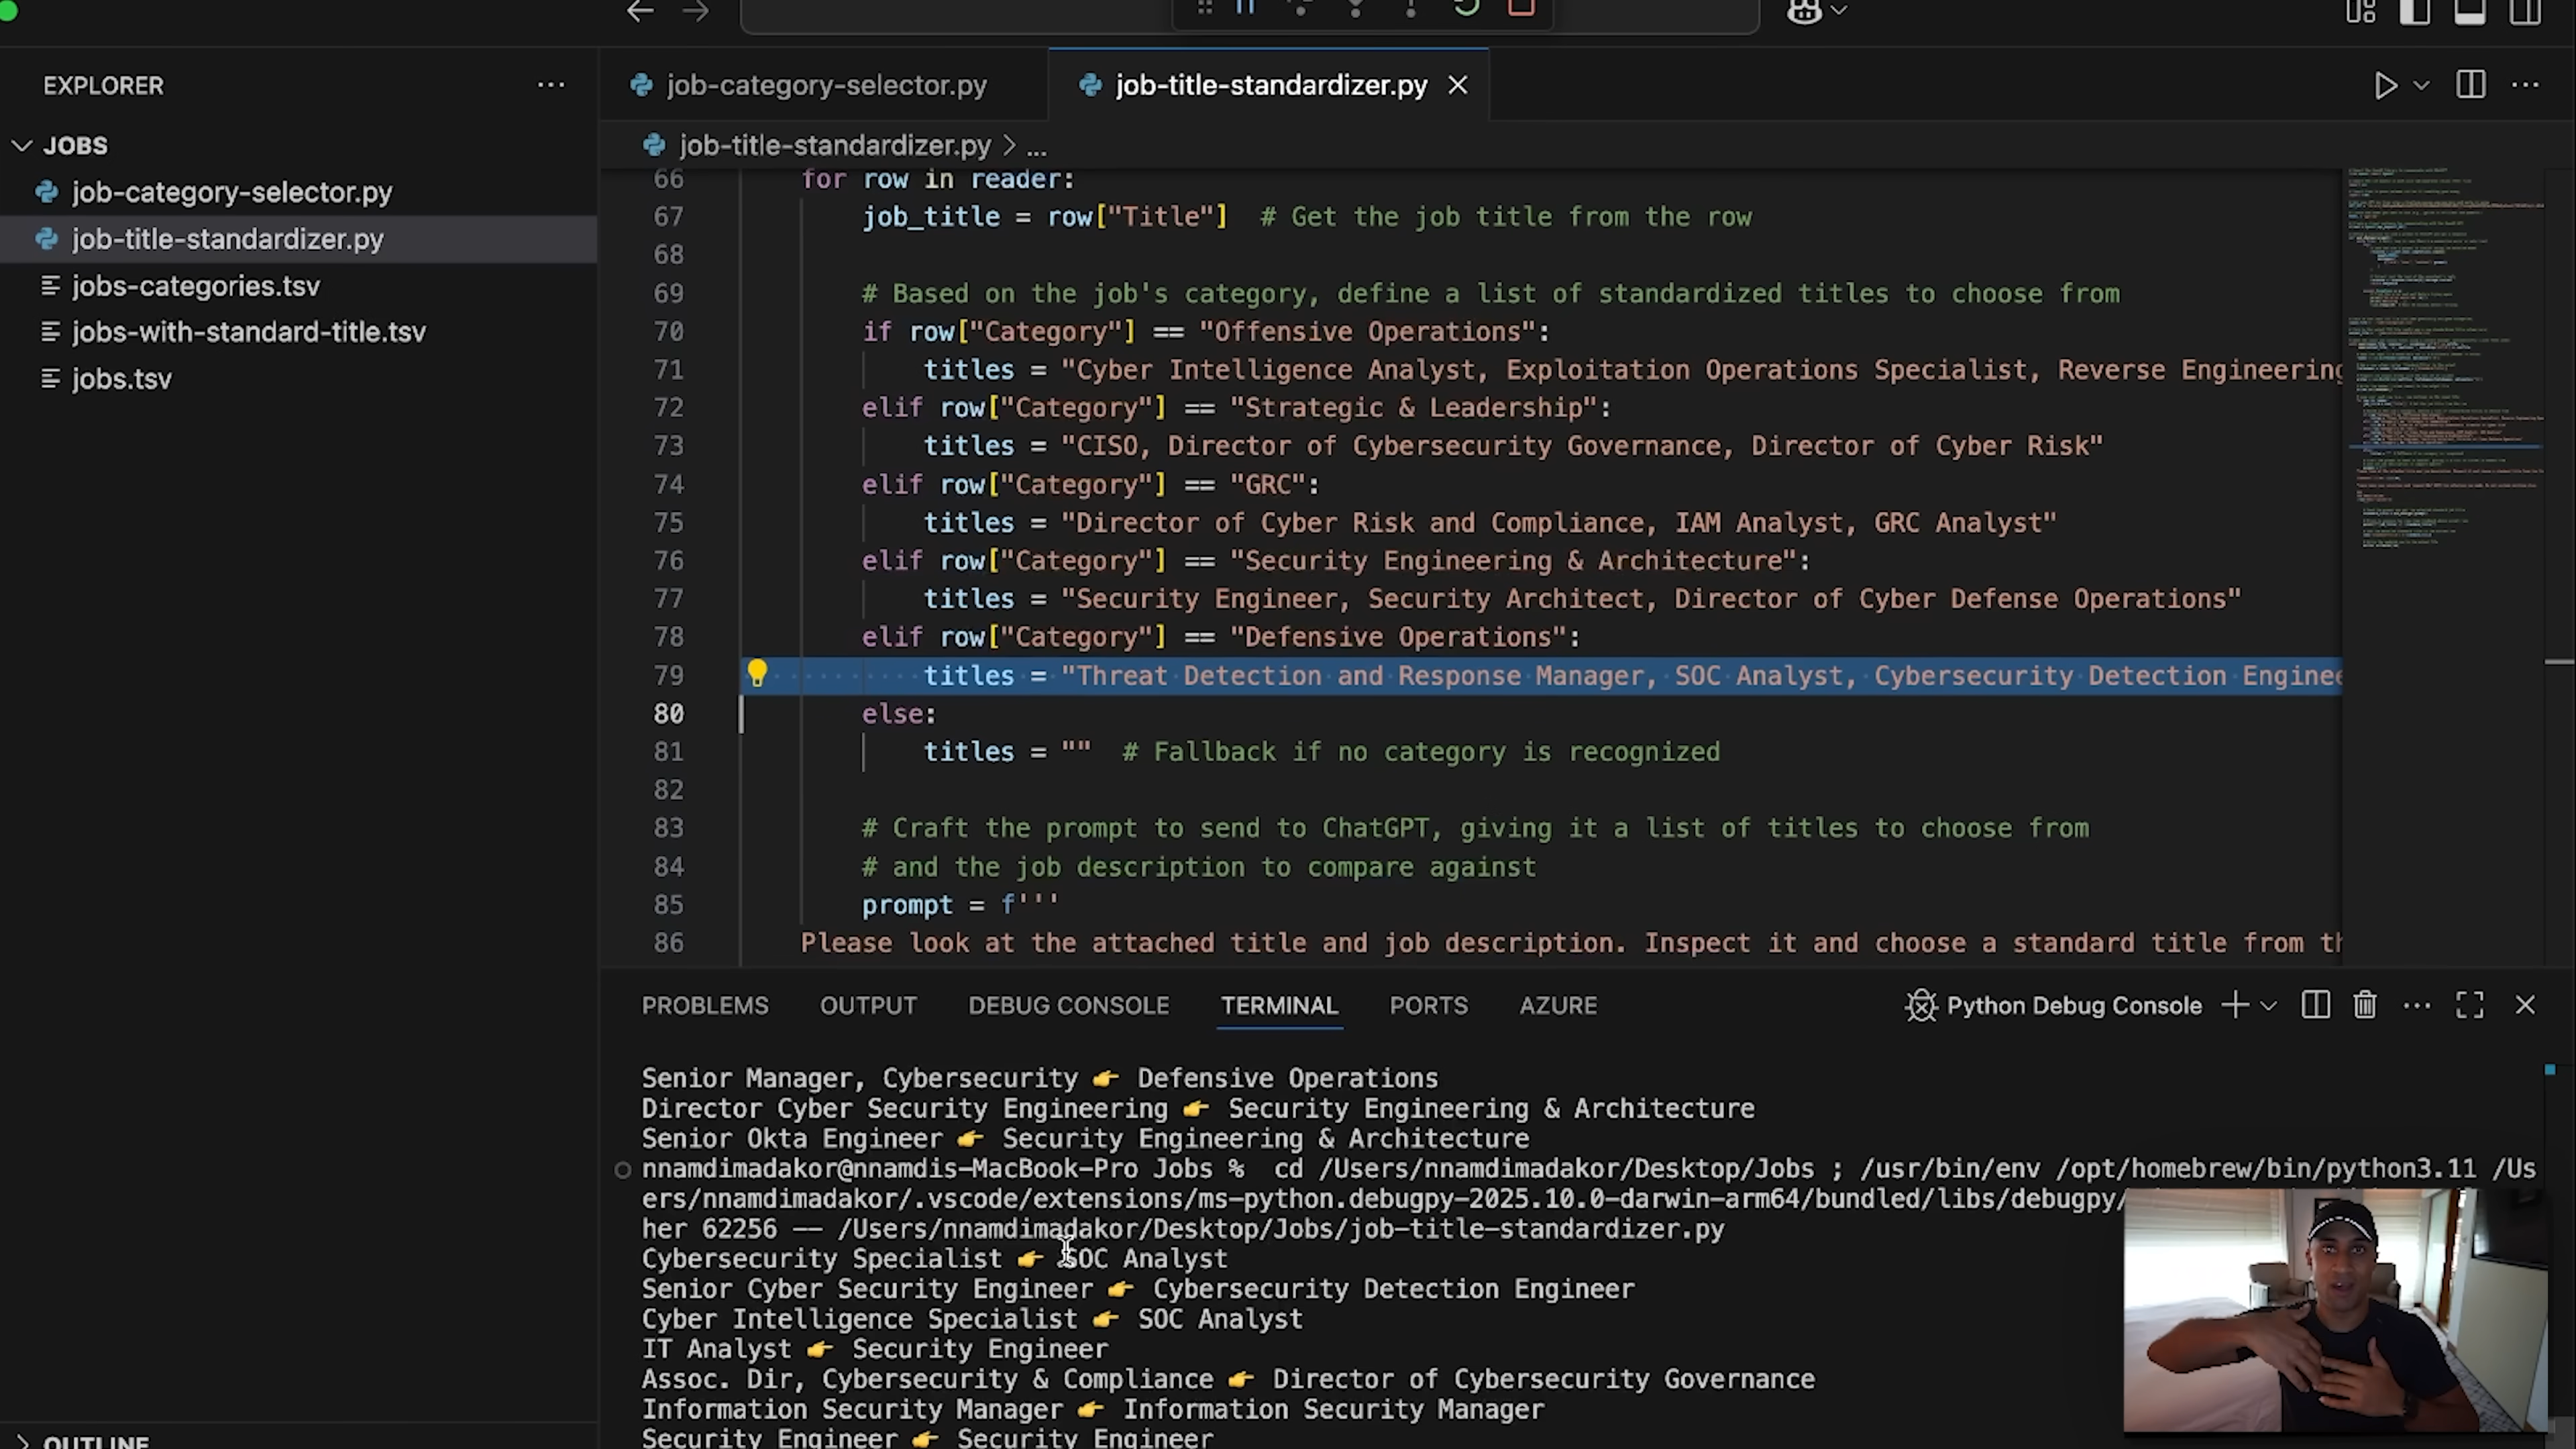 EXPLORER
JOBS
job-category-selector.py
job-title-standardizer.py
jobs-categories.tsv
jobs-with-standard-title.tsv
jobs.tsv
OUTLINE
job-category-selector.py
job-title-standardizer.py
job-title-standardizer.py > ...
66 for row in reader:
67 job_title = row["Title"]  # Get the job title from the row
68
69 # Based on the job's category, define a list of standardized titles to choose from
70 if row["Category"] == "Offensive Operations":
71 titles = "Cyber Intelligence Analyst, Exploitation Operations Specialist, Reverse Engineering
72 elif row["Category"] == "Strategic & Leadership":
73 titles = "CISO, Director of Cybersecurity Governance, Director of Cyber Risk"
74 elif row["Category"] == "GRC":
75 titles = "Director of Cyber Risk and Compliance, IAM Analyst, GRC Analyst"
76 elif row["Category"] == "Security Engineering & Architecture":
77 titles = "Security Engineer, Security Architect, Director of Cyber Defense Operations"
78 elif row["Category"] == "Defensive Operations":
79 titles = "Threat Detection and Response Manager, SOC Analyst, Cybersecurity Detection Enginee
80 else:
81 titles = ""  # Fallback if no category is recognized
82
83 # Craft the prompt to send to ChatGPT, giving it a list of titles to choose from
84 # and the job description to compare against
85 prompt = f'''
86 Please look at the attached title and job description. Inspect it and choose a standard title from th
PROBLEMS OUTPUT DEBUG CONSOLE TERMINAL PORTS AZURE Python Debug Console
Senior Manager, Cybersecurity 👉 Defensive Operations
Director Cyber Security Engineering 👉 Security Engineering & Architecture
Senior Okta Engineer 👉 Security Engineering & Architecture
nnamdimadakor@nnamdis-MacBook-Pro Jobs %  cd /Users/nnamdimadakor/Desktop/Jobs ; /usr/bin/env /opt/homebrew/bin/python3.11 /Us
ers/nnamdimadakor/.vscode/extensions/ms-python.debugpy-2025.10.0-darwin-arm64/bundled/libs/debugpy/
her 62256 -- /Users/nnamdimadakor/Desktop/Jobs/job-title-standardizer.py
Cybersecurity Specialist 👉 SOC Analyst
Senior Cyber Security Engineer 👉 Cybersecurity Detection Engineer
Cyber Intelligence Specialist 👉 SOC Analyst
IT Analyst 👉 Security Engineer
Assoc. Dir, Cybersecurity & Compliance 👉 Director of Cybersecurity Governance
Information Security Manager 👉 Information Security Manager
Security Engineer 👉 Security Engineer